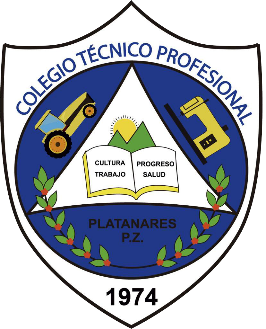 COLEGIO TÉCNICO PROFESIONAL
CULTURA
TRABAJO
PROGRESO
SALUD
PLATANARES
P.Z.
1974